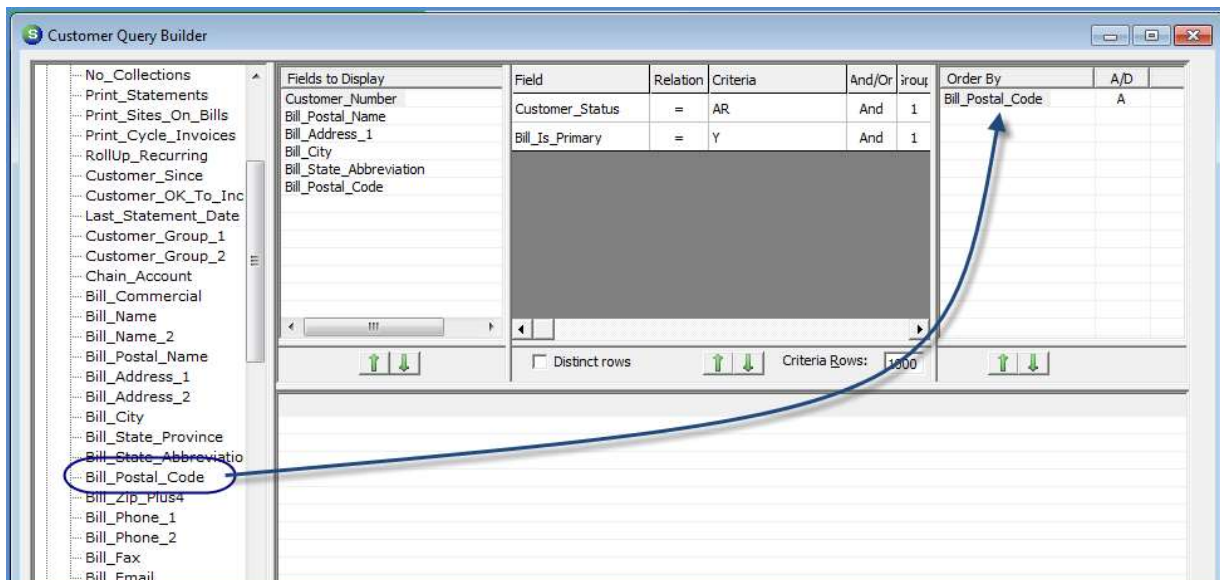 Customer Query Builder
No_Collections
Print_Statements
Print_Sites_On_Bills
Print_Cycle_Invoices
RollUp_Recurring
Customer_Since
Customer_OK_To_Inc
Last_Statement_Date
Customer_Group_1
Customer_Group_2
Chain_Account
Bill_Commercial
Bill_Name
Bill_Name_2
Bill_Postal_Name
Bill_Address_1
Bill_Address_2
Bill_City
Bill_State_Province
Bill_State_Abbreviatio
Bill_Postal_Code
Bill_Zip_Plus4
Bill_Phone_1
Bill_Phone_2
Bill_Fax
Bill_Email
Fields to Display
Customer_Number
Bill_Postal_Name
Bill_Address_1
Bill_City
Bill_State_Abbreviation
Bill_Postal_Code
Field Relation Criteria And/Or Group
Customer_Status = AR And 1
Bill_Is_Primary = Y And 1
Distinct rows Criteria Rows: 1000
Order By A/D
Bill_Postal_Code A